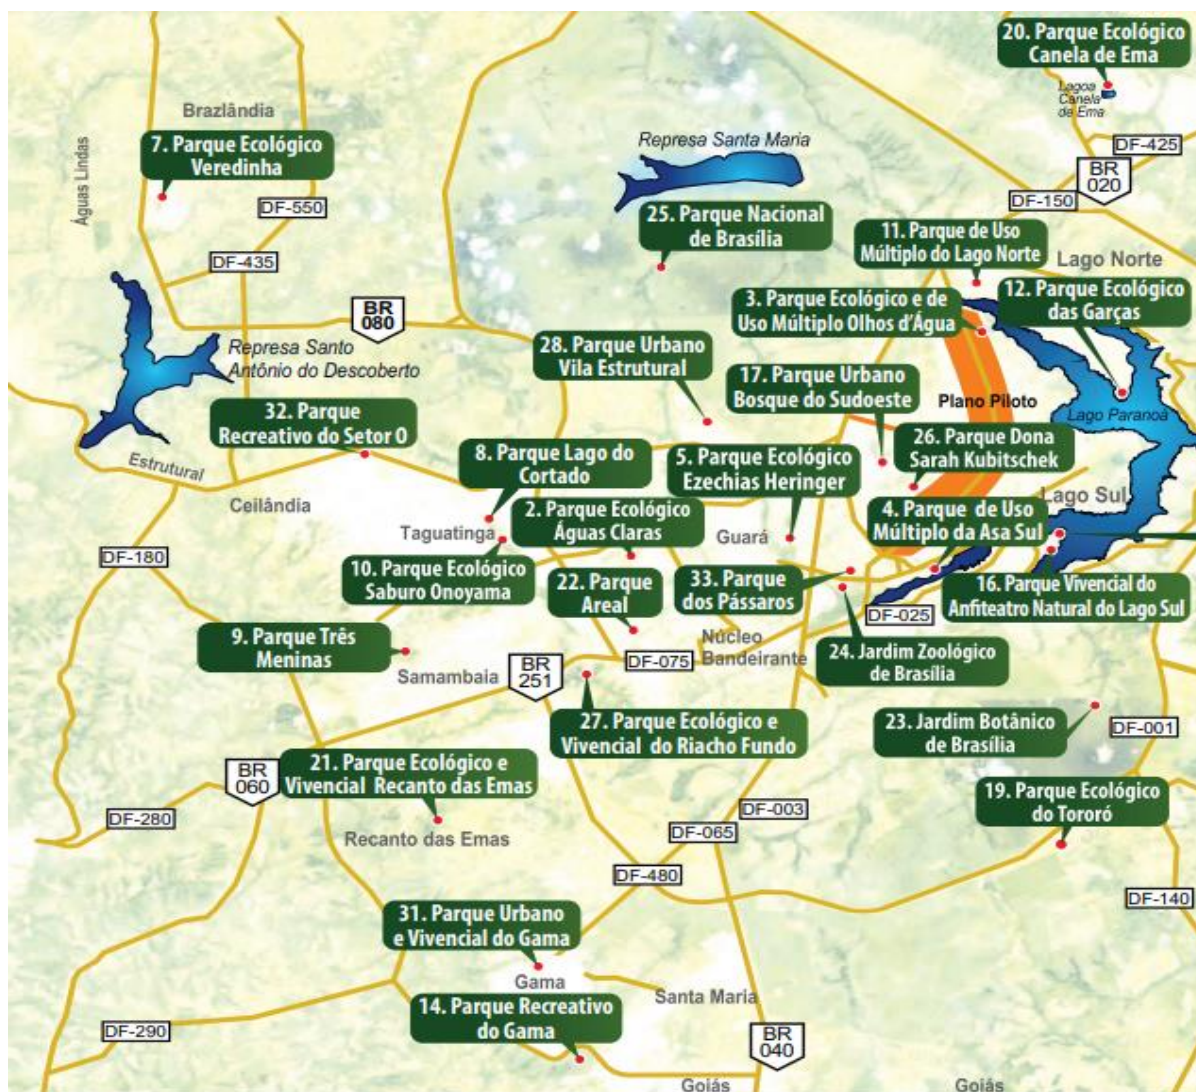 20. Parque Ecológico
Canela de Ema
Lagoa
Canela
de Ema
DF-425
BR
020
DF-150
Brazlândia
7. Parque Ecológico
Veredinha
Águas Lindas
DF-550
DF-435
Represa Santa Maria
25. Parque Nacional
de Brasília
11. Parque de Uso
Múltiplo do Lago Norte
Lago Norte
12. Parque Ecológico
das Garças
3. Parque Ecológico e de
Uso Múltiplo Olhos d'Água
BR
080
Represa Santo
Antônio do Descoberto
28. Parque Urbano
Vila Estrutural
17. Parque Urbano
Bosque do Sudoeste
Plano Piloto
Lago Paranoá
32. Parque
Recreativo do Setor O
Estrutural
Ceilândia
8. Parque Lago do
Cortado
5. Parque Ecológico
Ezechias Heringer
26. Parque Dona
Sarah Kubitschek
Lago Sul
Taguatinga
2. Parque Ecológico
Águas Claras
Guará
4. Parque de Uso
Múltiplo da Asa Sul
DF-180
10. Parque Ecológico
Saburo Onoyama
22. Parque
Areal
33. Parque
dos Pássaros
16. Parque Vivencial do
Anfiteatro Natural do Lago Sul
DF-025
9. Parque Três
Meninas
Samambaia
BR
251
DF-075
Núcleo
Bandeirante
24. Jardim Zoológico
de Brasília
27. Parque Ecológico e
Vivencial do Riacho Fundo
23. Jardim Botânico
de Brasília
DF-001
BR
060
21. Parque Ecológico e
Vivencial Recanto das Emas
19. Parque Ecológico
do Tororó
DF-280
Recanto das Emas
DF-003
DF-065
DF-480
DF-140
31. Parque Urbano
e Vivencial do Gama
Gama
Santa Maria
14. Parque Recreativo
do Gama
DF-290
BR
040
Goiás
Goiás